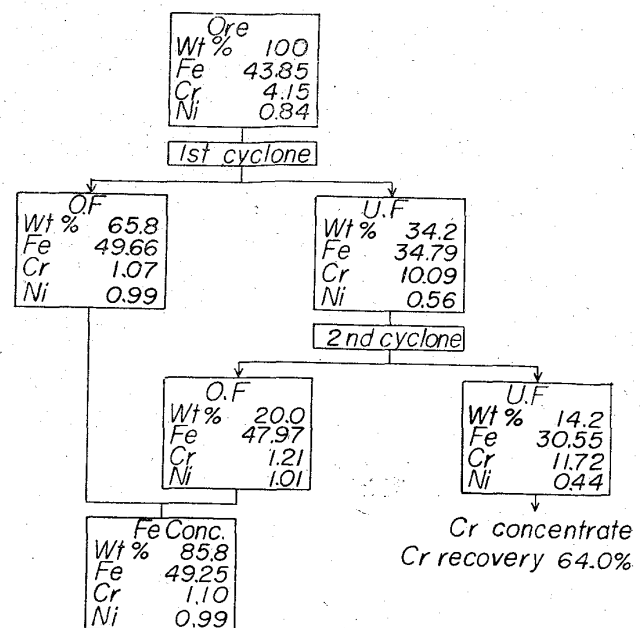 Ore
Wt % 100
Fe 43.85
Cr 4.15
Ni 0.84
1st cyclone
O.F
Wt % 65.8
Fe 49.66
Cr 1.07
Ni 0.99
U.F
Wt % 34.2
Fe 34.79
Cr 10.09
Ni 0.56
2nd cyclone
O.F
Wt % 20.0
Fe 47.97
Cr 1.21
Ni 1.01
U.F
Wt % 14.2
Fe 30.55
Cr 11.72
Ni 0.44
Cr concentrate
Cr recovery 64.0%
Fe Conc.
Wt % 85.8
Fe 49.25
Cr 1.10
Ni 0.99